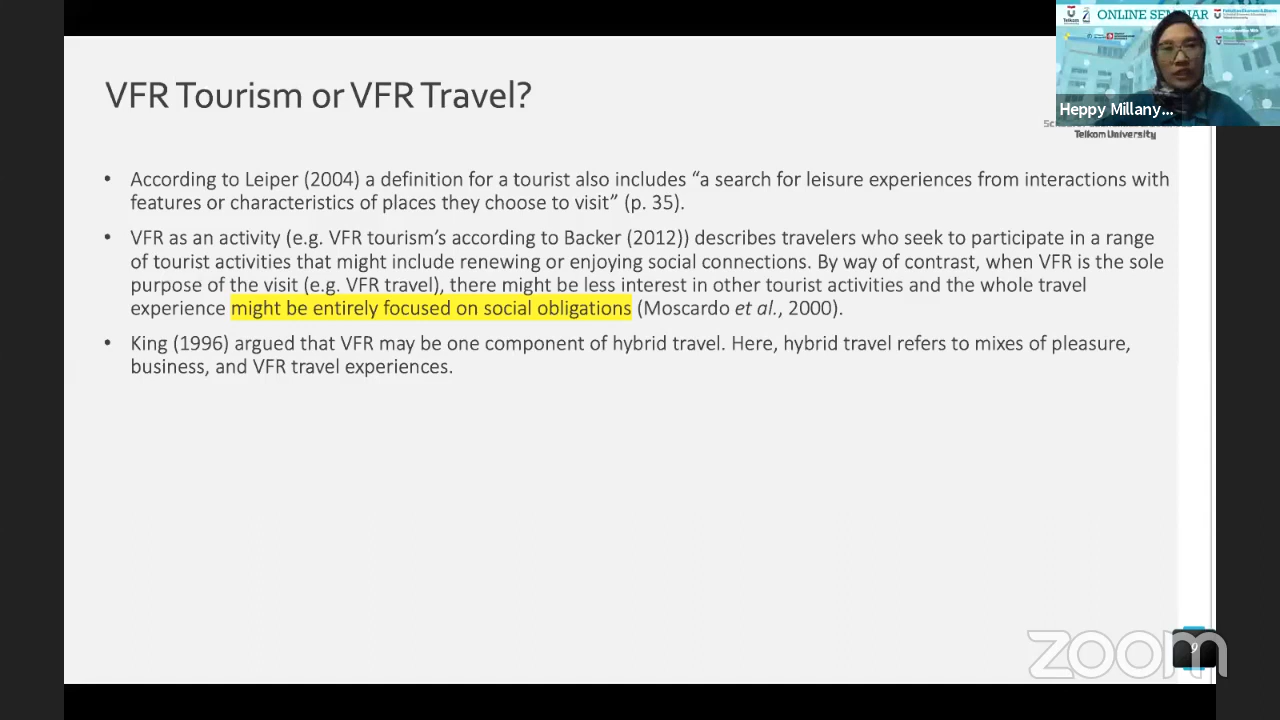 ONLINE SEMINAR
Telkom
Heppy Millany...
Telkom University
VFR Tourism or VFR Travel?
• According to Leiper (2004) a definition for a tourist also includes “a search for leisure experiences from interactions with
features or characteristics of places they choose to visit” (p. 35).
• VFR as an activity (e.g. VFR tourism’s according to Backer (2012)) describes travelers who seek to participate in a range
of tourist activities that might include renewing or enjoying social connections. By way of contrast, when VFR is the sole
purpose of the visit (e.g. VFR travel), there might be less interest in other tourist activities and the whole travel
experience might be entirely focused on social obligations (Moscardo et al., 2000).
• King (1996) argued that VFR may be one component of hybrid travel. Here, hybrid travel refers to mixes of pleasure,
business, and VFR travel experiences.
9
zoom